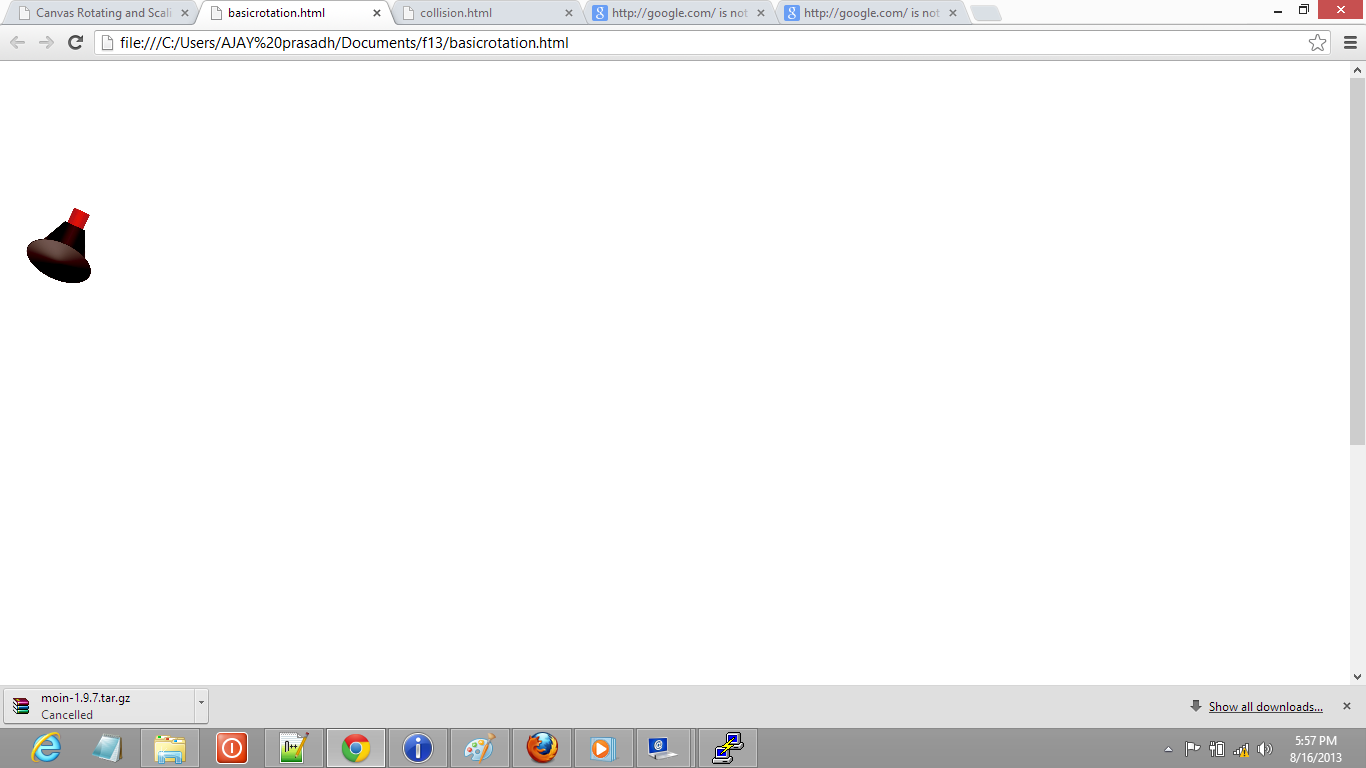 Canvas Rotating and Scali
basicrotation.html
collision.html
http://google.com/ is not
http://google.com/ is not
file:///C:/Users/AJAY%20prasadh/Documents/f13/basicrotation.html
moin-1.9.7.tar.gz
Cancelled
Show all downloads...
5:57 PM
8/16/2013